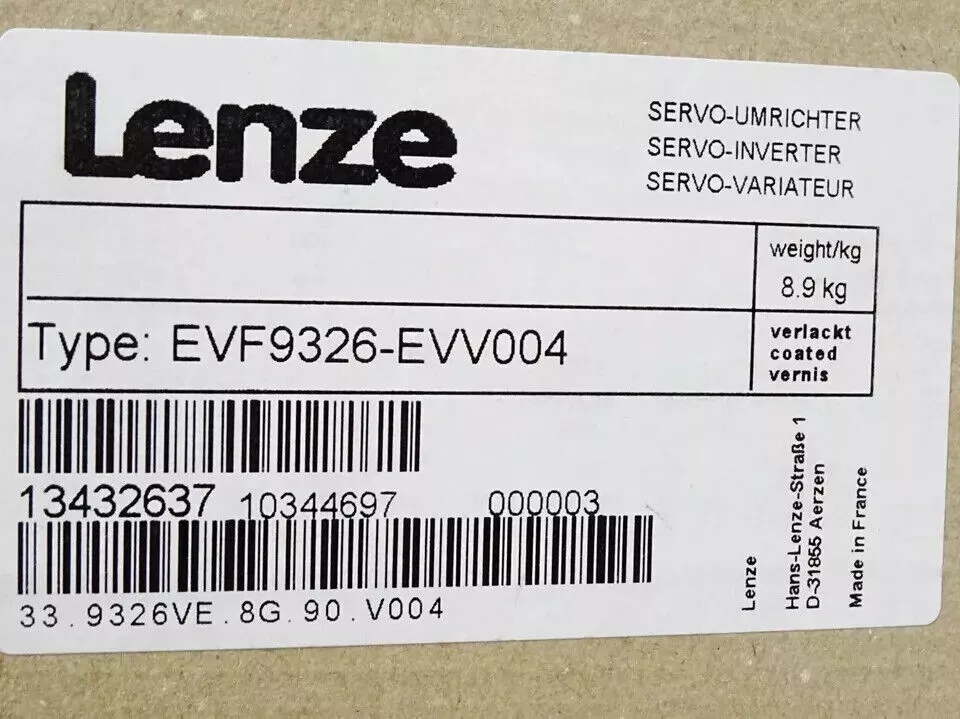 Lenze
SERVO-UMRICHTER
SERVO-INVERTER
SERVO-VARIATEUR
weight/kg
8.9 kg
Type: EVF9326-EVV004
verlackt
coated
vernis
13432637 10344697 000003
33.9326VE.8G.90.V004
Lenze
Hans-Lenze-Straße 1
D-31855 Aerzen
Made in France